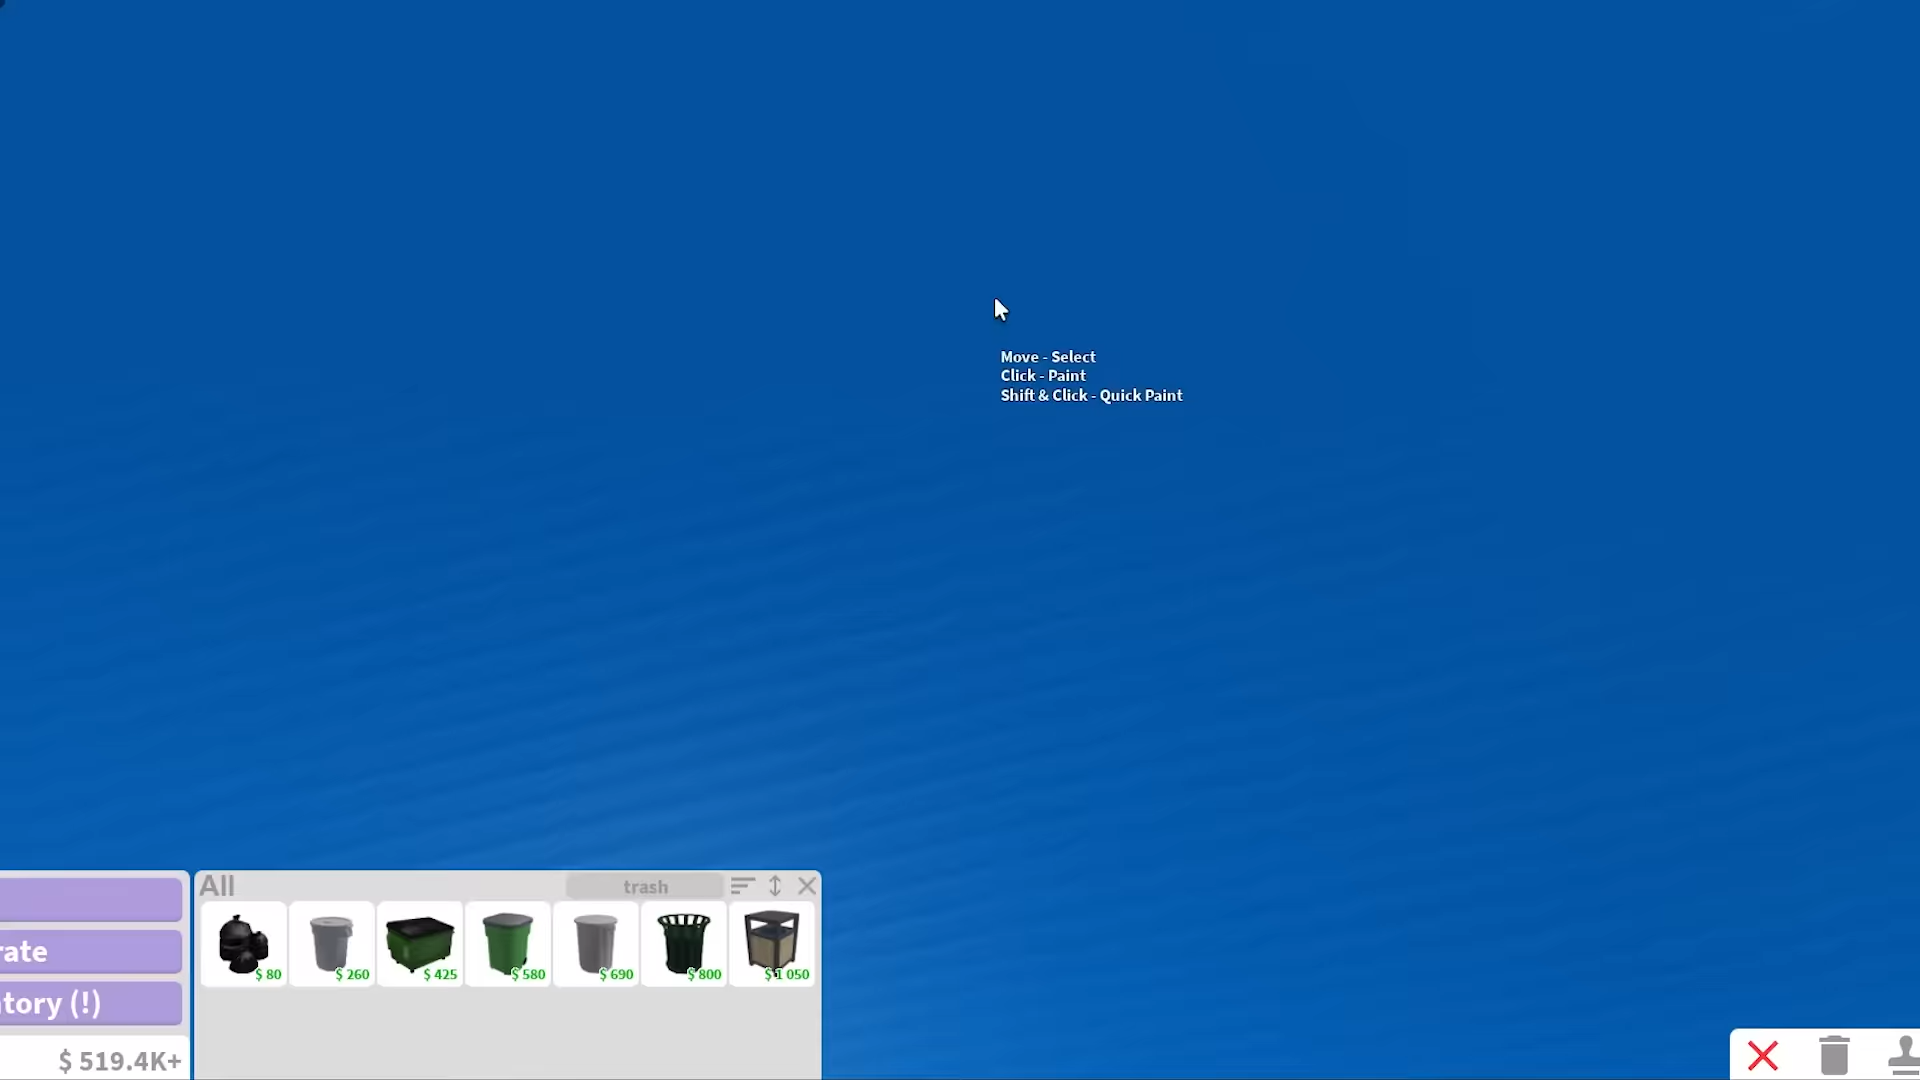 Move - Select
Click - Paint
Shift & Click - Quick Paint
All
trash
$ 80
$ 260
$ 425
$ 580
$ 690
$ 800
$ 1 050
rate
tory (!)
$ 519.4K+